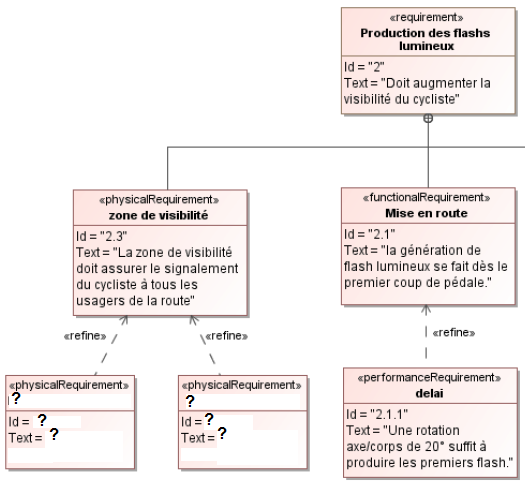 «requirement»
Production des flashs
lumineux
Id = "2"
Text = "Doit augmenter la
visibilité du cycliste"
«physicalRequirement»
zone de visibilité
Id = "2.3"
Text = "La zone de visibilité
doit assurer le signalement
du cycliste à tous les
usagers de la route"
«functionalRequirement»
Mise en route
Id = "2.1"
Text = "la génération de
flash lumineux se fait dès le
premier coup de pédale."
«refine»
«refine»
«refine»
«physicalRequirement»
?
Id = ?
Text = ?
«physicalRequirement»
?
Id = ?
Text = ?
«performanceRequirement»
delai
Id = "2.1.1"
Text = "Une rotation
axe/corps de 20° suffit à
produire les premiers flash."